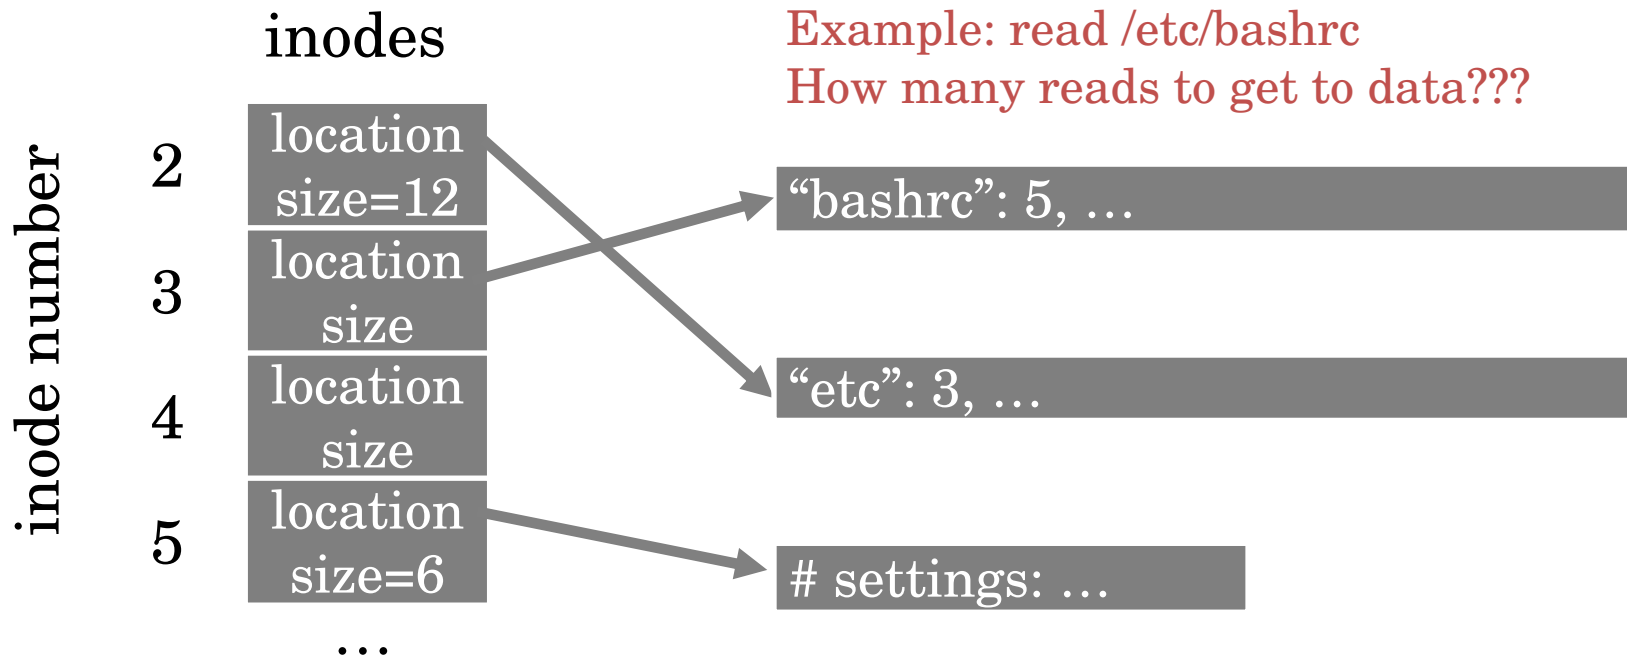 inodes
Example: read /etc/bashrc
How many reads to get to data???
inode number
2
location
size=12
“bashrc”: 5, …
3
location
size
“etc”: 3, …
4
location
size
5
location
size=6
# settings: …
…